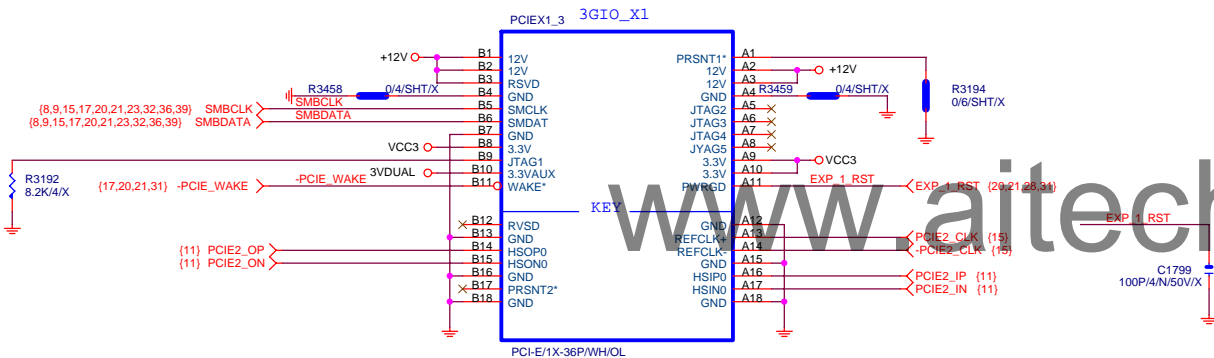 3GIO_X1
PCIEX1_3
+12V
B1 12V
B2 12V
B3 RSVD
B4 GND
B5 SMCLK
B6 SMDAT
B7 GND
B8 3.3V
B9 JTAG1
B10 3.3VAUX
B11 WAKE*
KEY
B12 RVSD
B13 GND
B14 HSOP0
B15 HSON0
B16 GND
B17 PRSNT2*
B18 GND
PRSNT1* A1
12V A2
12V A3
GND A4
JTAG2 A5
JTAG3 A6
JTAG4 A7
JYAG5 A8
3.3V A9
3.3V A10
PWRGD A11
GND A12
REFCLK+ A13
REFCLK- A14
GND A15
HSIP0 A16
HSIN0 A17
GND A18
R3458 0/4/SHT/X
{8,9,15,17,20,21,23,32,36,39} SMBCLK
SMBCLK
{8,9,15,17,20,21,23,32,36,39} SMBDATA
SMBDATA
VCC3
3VDUAL
R3192
8.2K/4/X
{17,20,21,31} -PCIE_WAKE
-PCIE_WAKE
{11} PCIE2_OP
{11} PCIE2_ON
+12V
R3459 0/4/SHT/X
R3194
0/6/SHT/X
VCC3
EXP_1_RST
EXP_1_RST {20,21,28,31}
PCIE2_CLK {15}
-PCIE2_CLK {15}
PCIE2_IP {11}
PCIE2_IN {11}
EXP_1_RST
C1799
100P/4/N/50V/X
PCI-E/1X-36P/WH/OL
www.aitech